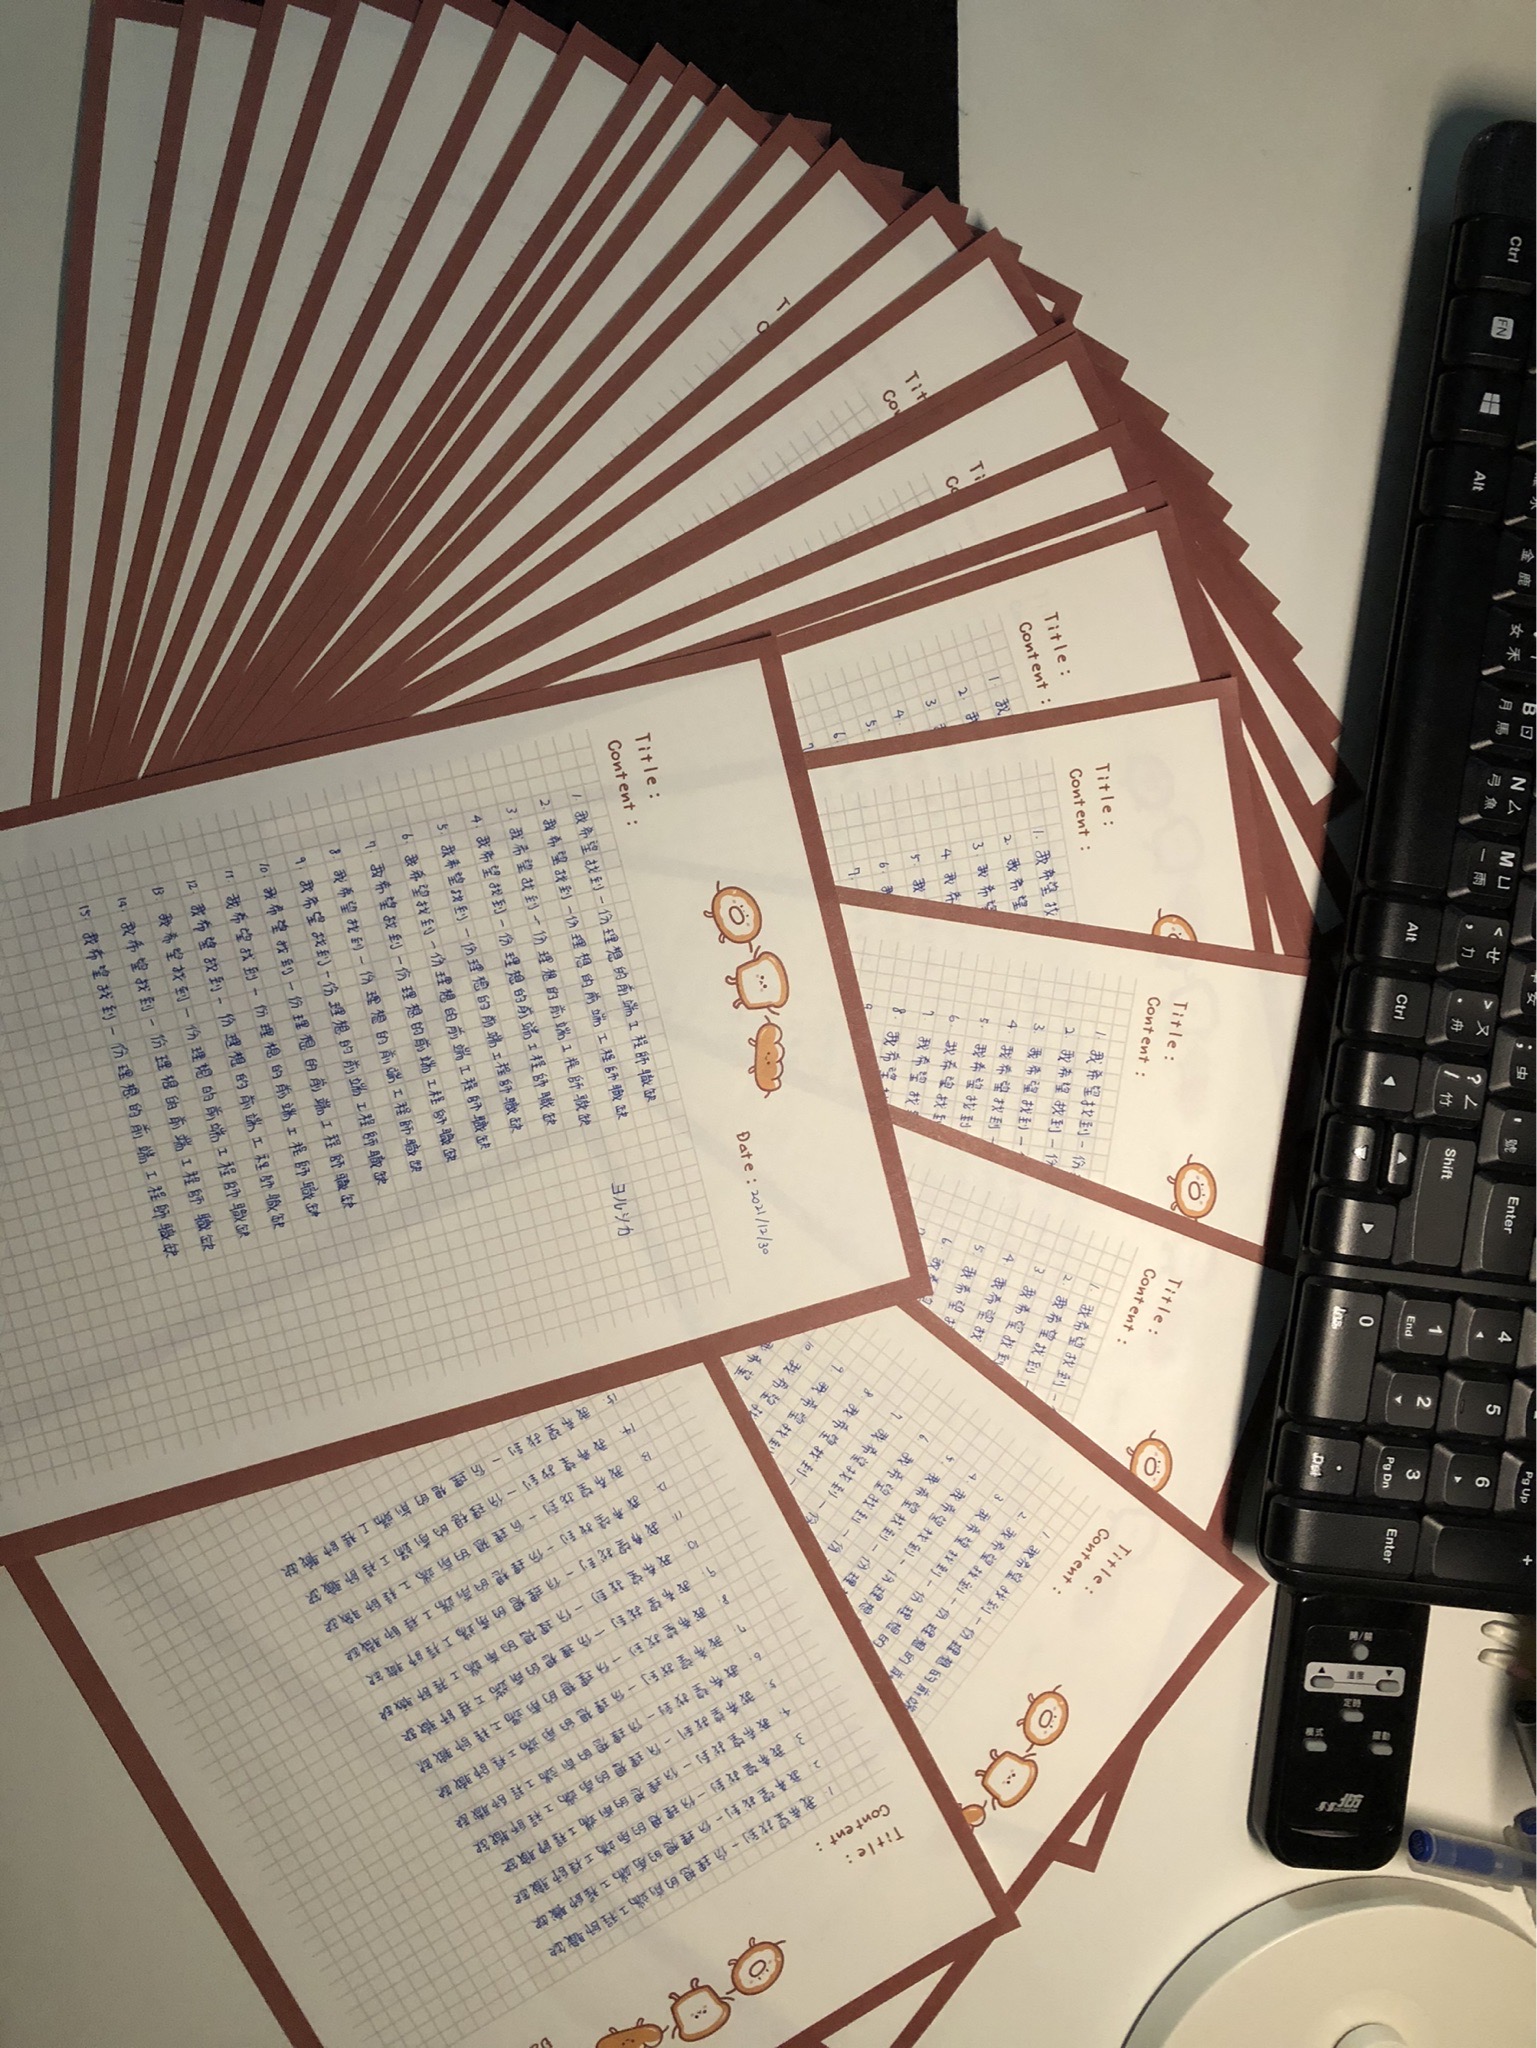 Ctrl
FN
Alt
金 鹿
女 禾
B ㄖ
月 馬
N ㄙ
弓 魚
M ㄩ
一 雨
< ㄝ
, 力
> ㄡ
. 舟
? ㄥ
/ 竹
; 虫
' 號
Enter
Shift
Alt
Ctrl
Pg Up
+
4
5
6
1
End
2
3
Pg Dn
Enter
0
Ins
.
Del
Title:
Content:
1. 我
2.
3.
4
5.
6
7
Title:
Content:
1. 我希望找
2 我希望
3. 我希
4 我希
5. 我
6.
7.
Title:
Content:
1. 我希望找到一份
2. 我希望找到一份
3. 我希望找到一
4. 我希望找到一
5. 我希望找到
6. 我希望找到
7 我希望找
8. 我希望找
9
Title:
Content:
1. 我希望找到一
2. 我希望找到
3 我希望找到
4 我希望找
5. 我希望找
6. 我希
Title:
Content:
1 我希望找到一份理想的前端
2. 我希望找到一份理想的前
3 我希望找到一份理想的
4. 我希望找到一份理想
5. 我希望找到一份理
6 我希望找到一份
7 我希望找到一份
8 我希望找到一
9 我希望找到
10 我希望找
我希望
Title:
Content:
1 我希望找到一份理想的前端工程師職缺
2 我希望找到一份理想的前端工程師職缺
3 我希望找到一份理想的前端工程師職缺
4 我希望找到一份理想的前端工程師職缺
5 我希望找到一份理想的前端工程師職缺
6 我希望找到一份理想的前端工程師職缺
7 我希望找到一份理想的前端工程師職缺
8 我希望找到一份理想的前端工程師職缺
9 我希望找到一份理想的前端工程師職缺
10 我希望找到一份理想的前端工程師職缺
11 我希望找到一份理想的前端工程師職缺
12 我希望找到一份理想的前端工程師職缺
13 我希望找到一份理想的前端工程師職缺
14. 我希望找到一份理想的前端工程師職缺
15 我希望找到一份理想的前端工程師職缺
Date: 2021/12/30
Title:
Content:
ヨルシカ
1. 我希望找到一份理想的前端工程師職缺
2. 我希望找到一份理想的前端工程師職缺
3. 我希望找到一份理想的前端工程師職缺
4. 我希望找到一份理想的前端工程師職缺
5. 我希望找到一份理想的前端工程師職缺
6. 我希望找到一份理想的前端工程師職缺
7. 我希望找到一份理想的前端工程師職缺
8. 我希望找到一份理想的前端工程師職缺
9. 我希望找到一份理想的前端工程師職缺
10. 我希望找到一份理想的前端工程師職缺
11. 我希望找到一份理想的前端工程師職缺
12. 我希望找到一份理想的前端工程師職缺
13. 我希望找到一份理想的前端工程師職缺
14. 我希望找到一份理想的前端工程師職缺
15. 我希望找到一份理想的前端工程師職缺